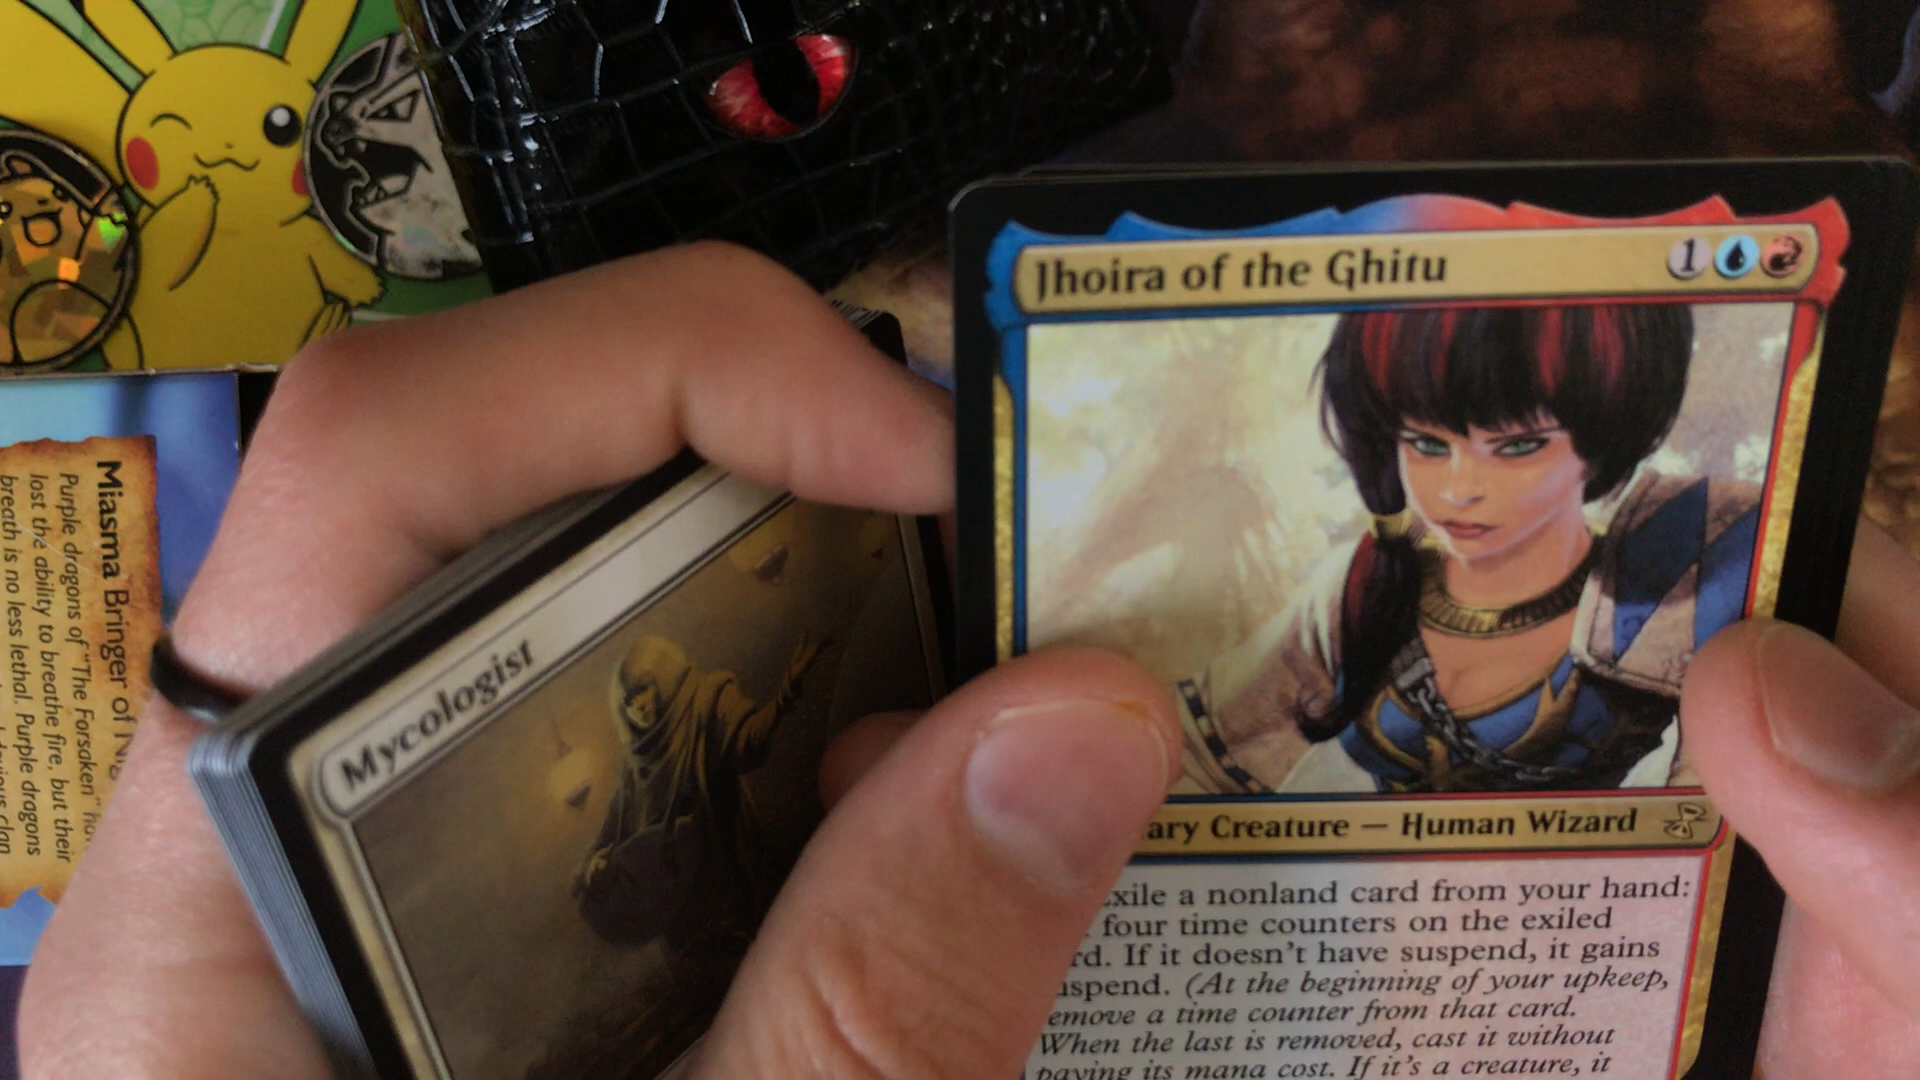 Jhoira of the Ghitu
1
ary Creature — Human Wizard
xile a nonland card from your hand:
four time counters on the exiled
rd. If it doesn't have suspend, it gains
spend. (At the beginning of your upkeep,
emove a time counter from that card.
When the last is removed, cast it without
paying its mana cost. If it's a creature, it
Mycologist
Miasma Bringer of
Purple dragons of "The Forsaken"
lost the ability to breathe fire, but their
breath is no less lethal. Purple dragons